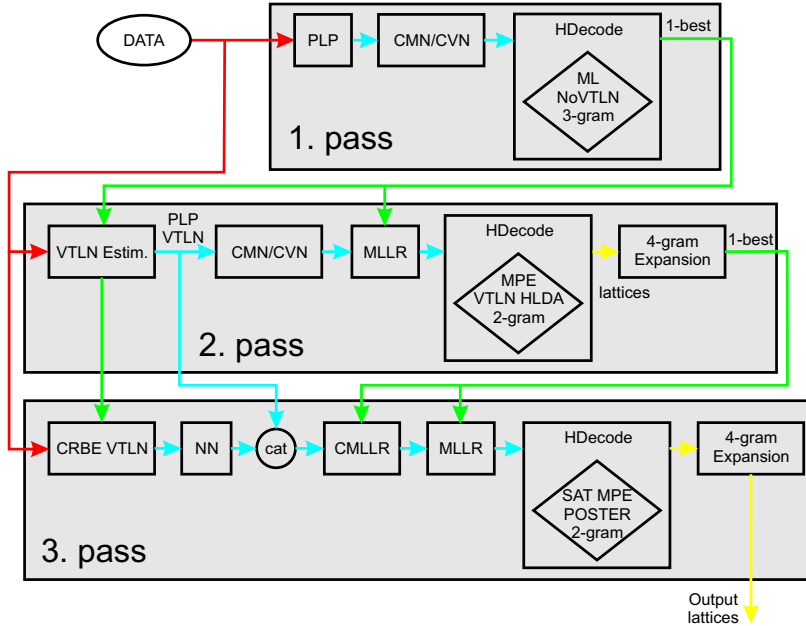 DATA
PLP
CMN/CVN
HDecode
ML
NoVTLN
3-gram
1-best
1. pass
VTLN Estim.
PLP
VTLN
CMN/CVN
MLLR
HDecode
MPE
VTLN HLDA
2-gram
lattices
4-gram
Expansion
1-best
2. pass
CRBE VTLN
NN
cat
CMLLR
MLLR
HDecode
SAT MPE
POSTER
2-gram
4-gram
Expansion
3. pass
Output
lattices